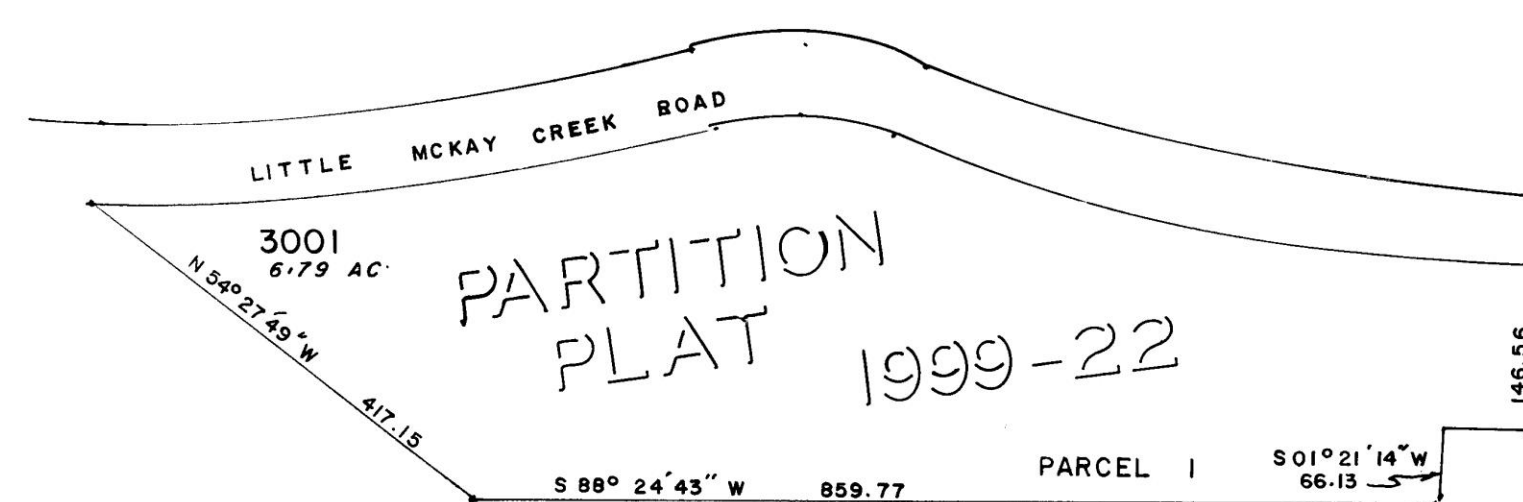 LITTLE MCKAY CREEK ROAD
3001
6.79 AC.
N 54° 27' 49" W
417.15
PARTITION
PLAT 1999-22
146.56
PARCEL 1
S 01° 21' 14" W
66.13
S 88° 24' 43" W 859.77